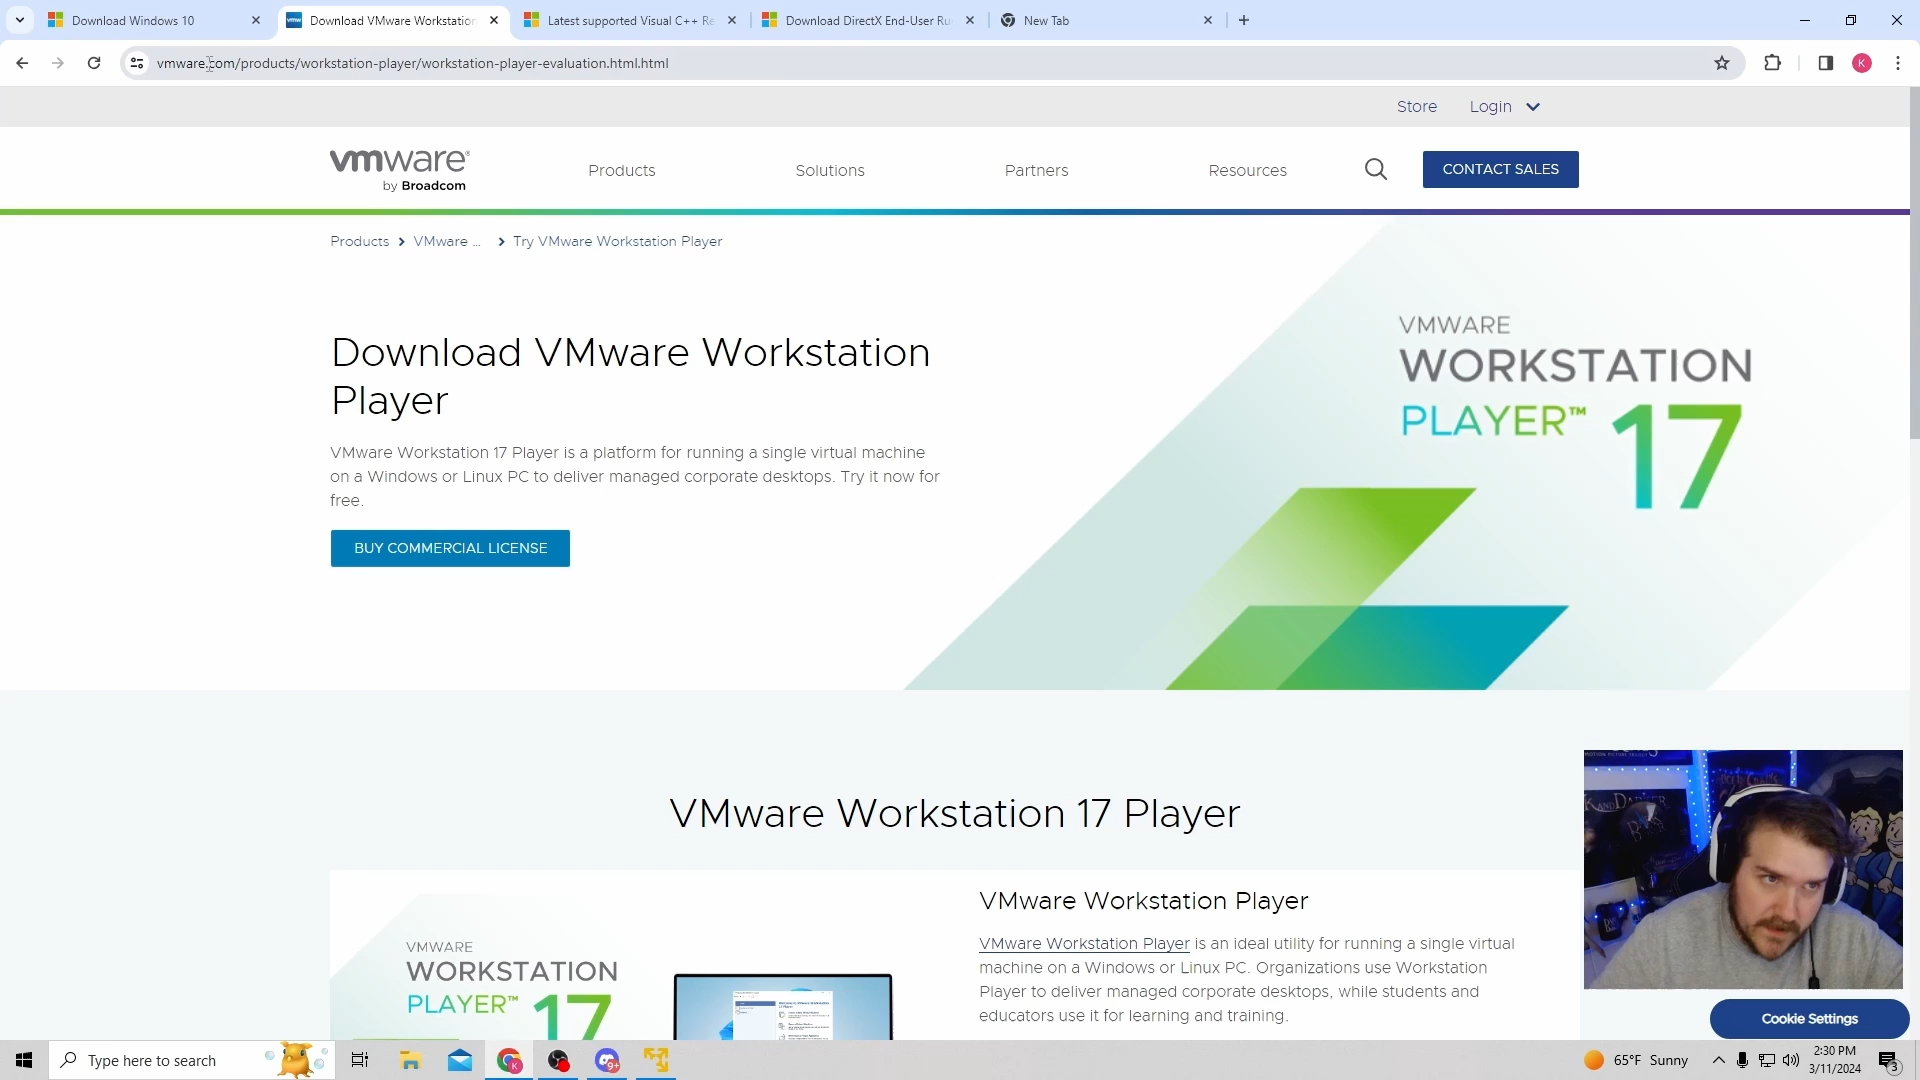 Download Windows 10
Download VMware Workstation
Latest supported Visual C++ Re
Download DirectX End-User Ru
New Tab
vmware.com/products/workstation-player/workstation-player-evaluation.html.html
K
Store
Login
vmware®
by Broadcom
Products
Solutions
Partners
Resources
CONTACT SALES
Products
VMware ...
Try VMware Workstation Player
Download VMware Workstation
Player
VMware Workstation 17 Player is a platform for running a single virtual machine
on a Windows or Linux PC to deliver managed corporate desktops. Try it now for
free.
BUY COMMERCIAL LICENSE
VMWARE
WORKSTATION
PLAYER™ 17
VMware Workstation 17 Player
VMWARE
WORKSTATION
PLAYER™ 17
VMware Workstation Player
VMware Workstation Player is an ideal utility for running a single virtual
machine on a Windows or Linux PC. Organizations use Workstation
Player to deliver managed corporate desktops, while students and
educators use it for learning and training.
Cookie Settings
Type here to search
9+
65°F Sunny
2:30 PM
3/11/2024
3